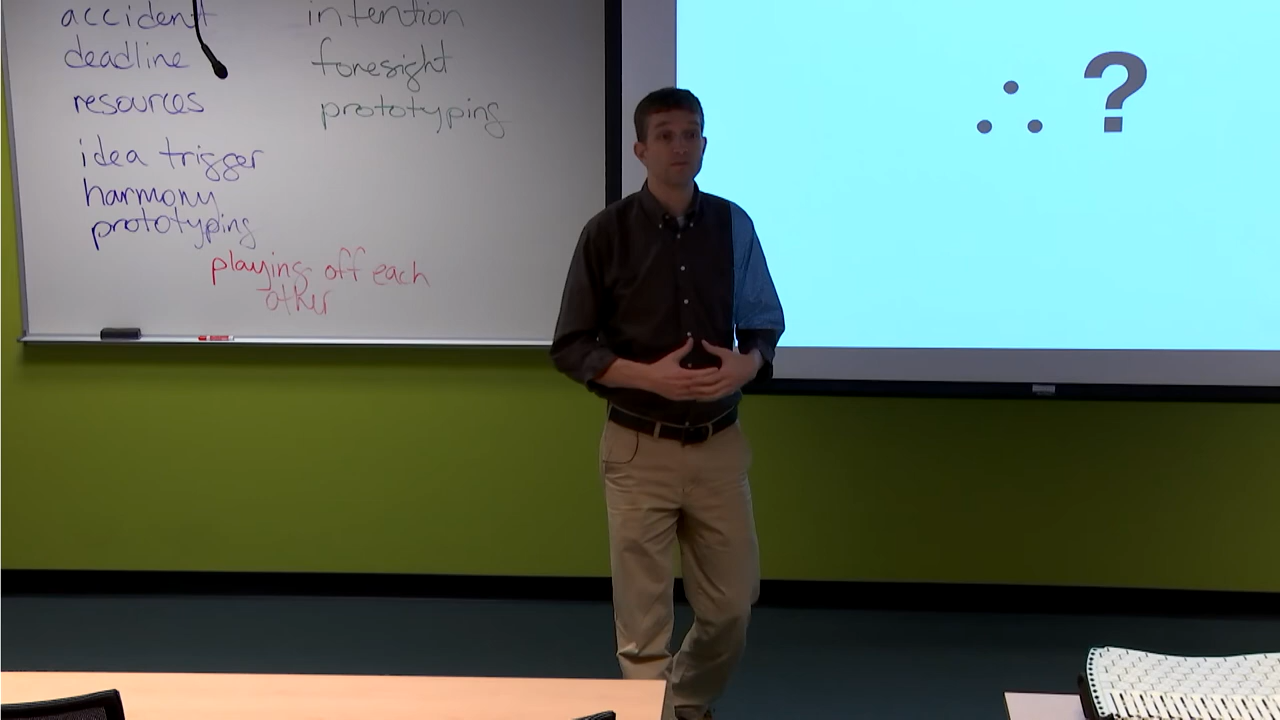 accident
deadline
resources
idea trigger
harmony
prototyping
intention
foresight
prototyping
playing off each
other
∴ ?